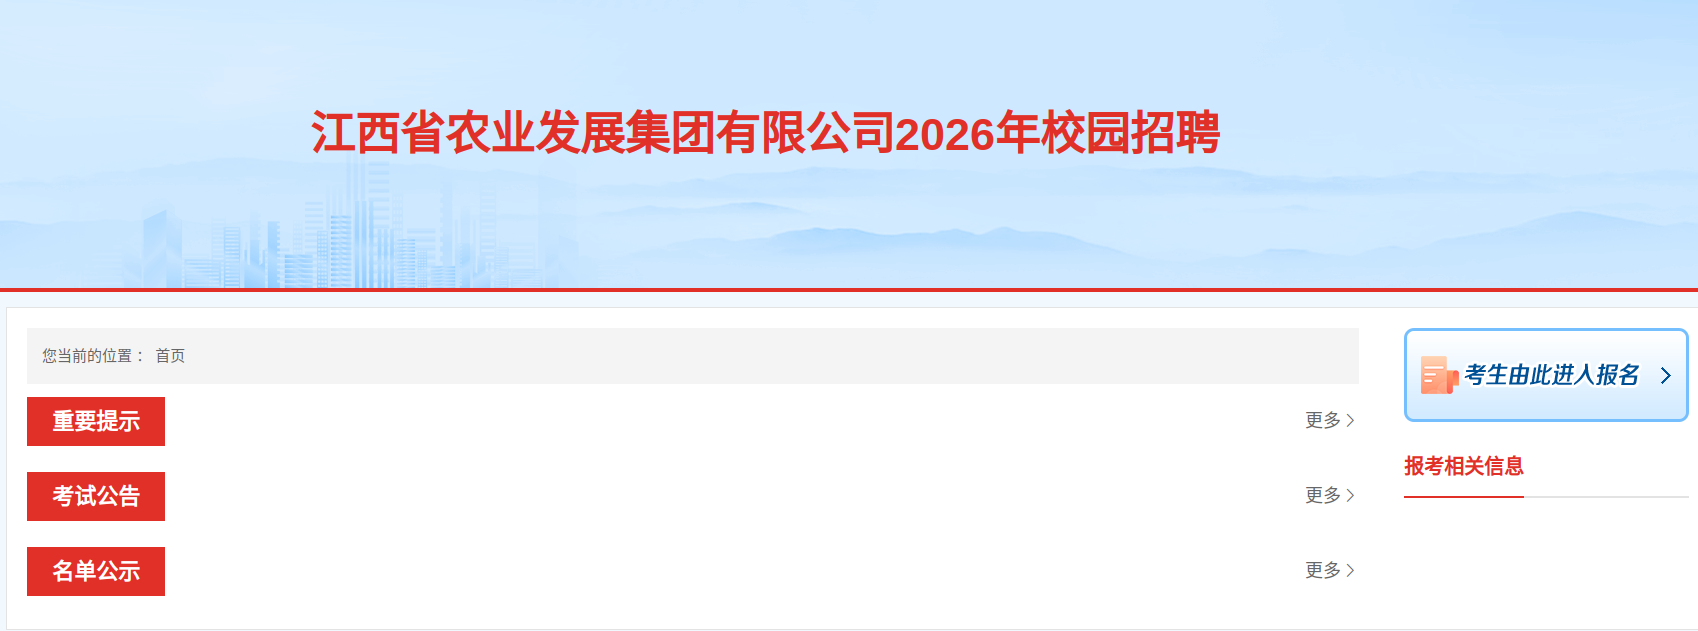 江西省农业发展集团有限公司2026年校园招聘
您当前的位置： 首页
重要提示
更多
考试公告
更多
名单公示
更多
考生由此进入报名
报考相关信息